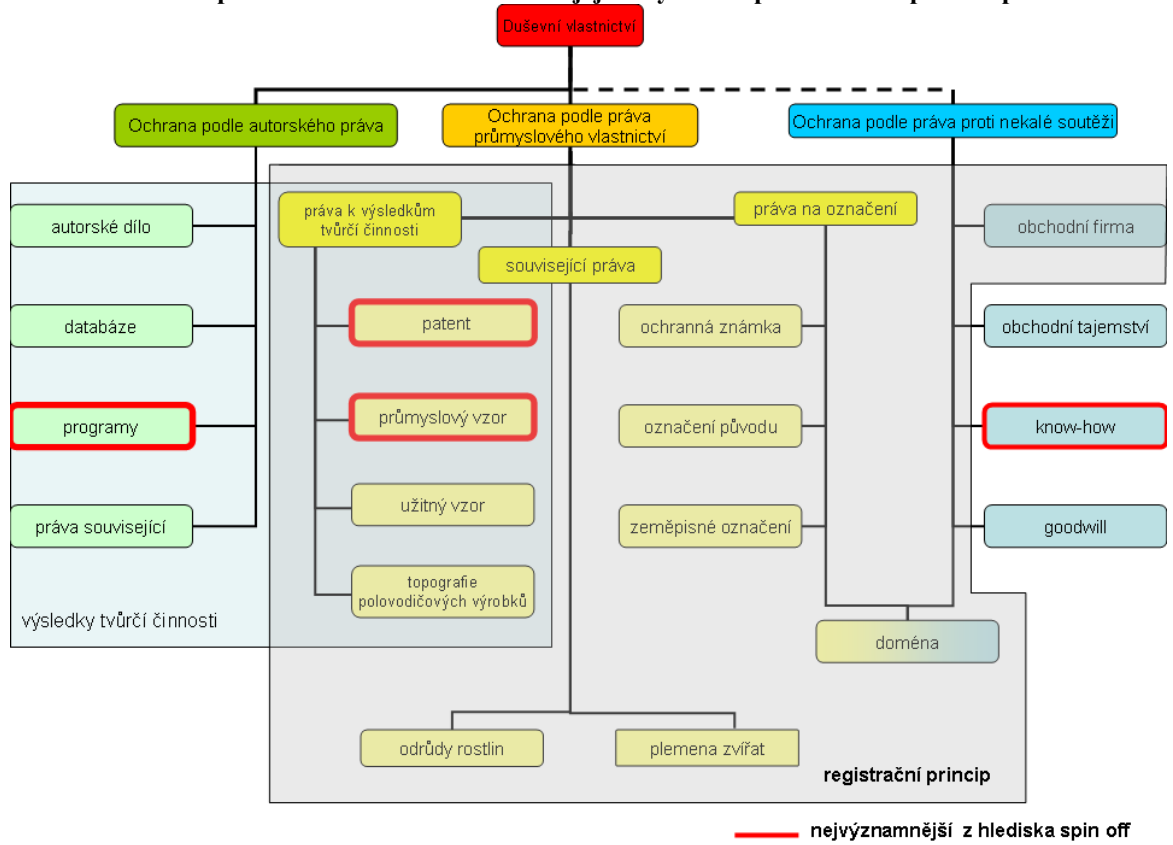 Duševní vlastnictví
Ochrana podle autorského práva
Ochrana podle práva
průmyslového vlastnictví
Ochrana podle práva proti nekalé soutěži
práva k výsledkům
tvůrčí činnosti
práva na označení
autorské dílo
obchodní firma
související práva
databáze
patent
ochranná známka
obchodní tajemství
programy
průmyslový vzor
označení původu
know-how
práva související
užitný vzor
zeměpisné označení
goodwill
topografie
polovodičových výrobků
výsledky tvůrčí činnosti
doména
odrůdy rostlin
plemena zvířat
registrační princip
nejvýznamnější z hlediska spin off